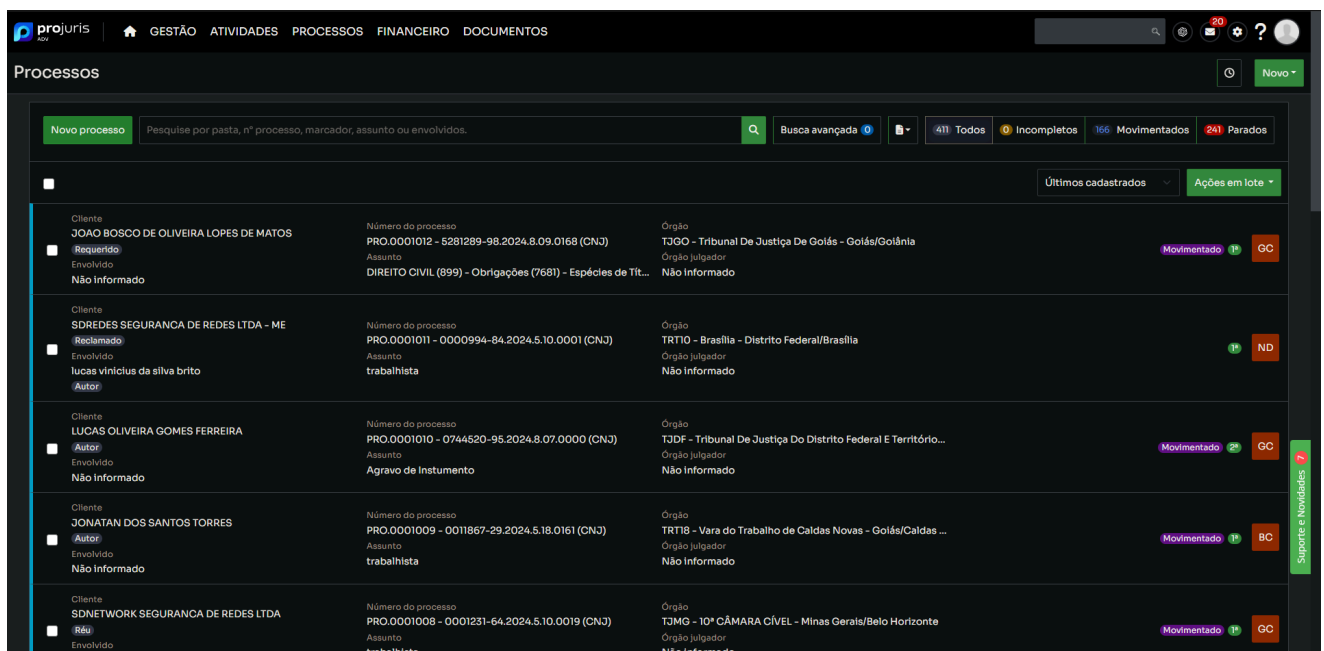 projuris
ADV
GESTÃO ATIVIDADES PROCESSOS FINANCEIRO DOCUMENTOS
20
?
Processos
Novo
Novo processo
Pesquise por pasta, n° processo, marcador, assunto ou envolvidos.
Busca avançada 0
411 Todos
0 Incompletos
166 Movimentados
241 Parados
Últimos cadastrados
Ações em lote
Cliente
JOAO BOSCO DE OLIVEIRA LOPES DE MATOS
Requerido
Envolvido
Não informado
Número do processo
PRO.0001012 - 5281289-98.2024.8.09.0168 (CNJ)
Assunto
DIREITO CIVIL (899) - Obrigações (7681) - Espécies de Tít...
Órgão
TJGO - Tribunal De Justiça De Goiás - Goiás/Goiânia
Órgão julgador
Não informado
Movimentado 1ª GC
Cliente
SDREDES SEGURANCA DE REDES LTDA - ME
Reclamado
Envolvido
lucas vinicius da silva brito
Autor
Número do processo
PRO.0001011 - 0000994-84.2024.5.10.0001 (CNJ)
Assunto
trabalhista
Órgão
TRT10 - Brasília - Distrito Federal/Brasília
Órgão julgador
Não informado
1ª ND
Cliente
LUCAS OLIVEIRA GOMES FERREIRA
Autor
Envolvido
Não informado
Número do processo
PRO.0001010 - 0744520-95.2024.8.07.0000 (CNJ)
Assunto
Agravo de Instumento
Órgão
TJDF - Tribunal De Justiça Do Distrito Federal E Território...
Órgão julgador
Não informado
Movimentado 2ª GC
Cliente
JONATAN DOS SANTOS TORRES
Autor
Envolvido
Não informado
Número do processo
PRO.0001009 - 0011867-29.2024.5.18.0161 (CNJ)
Assunto
trabalhista
Órgão
TRT18 - Vara do Trabalho de Caldas Novas - Goiás/Caldas ...
Órgão julgador
Não informado
Movimentado 1ª BC
Cliente
SDNETWORK SEGURANCA DE REDES LTDA
Réu
Envolvido
Número do processo
PRO.0001008 - 0001231-64.2024.5.10.0019 (CNJ)
Assunto
trabalhista
Órgão
TJMG - 10ª CÂMARA CÍVEL - Minas Gerais/Belo Horizonte
Órgão julgador
Não informado
Movimentado 1ª GC
Suporte e Novidades 7